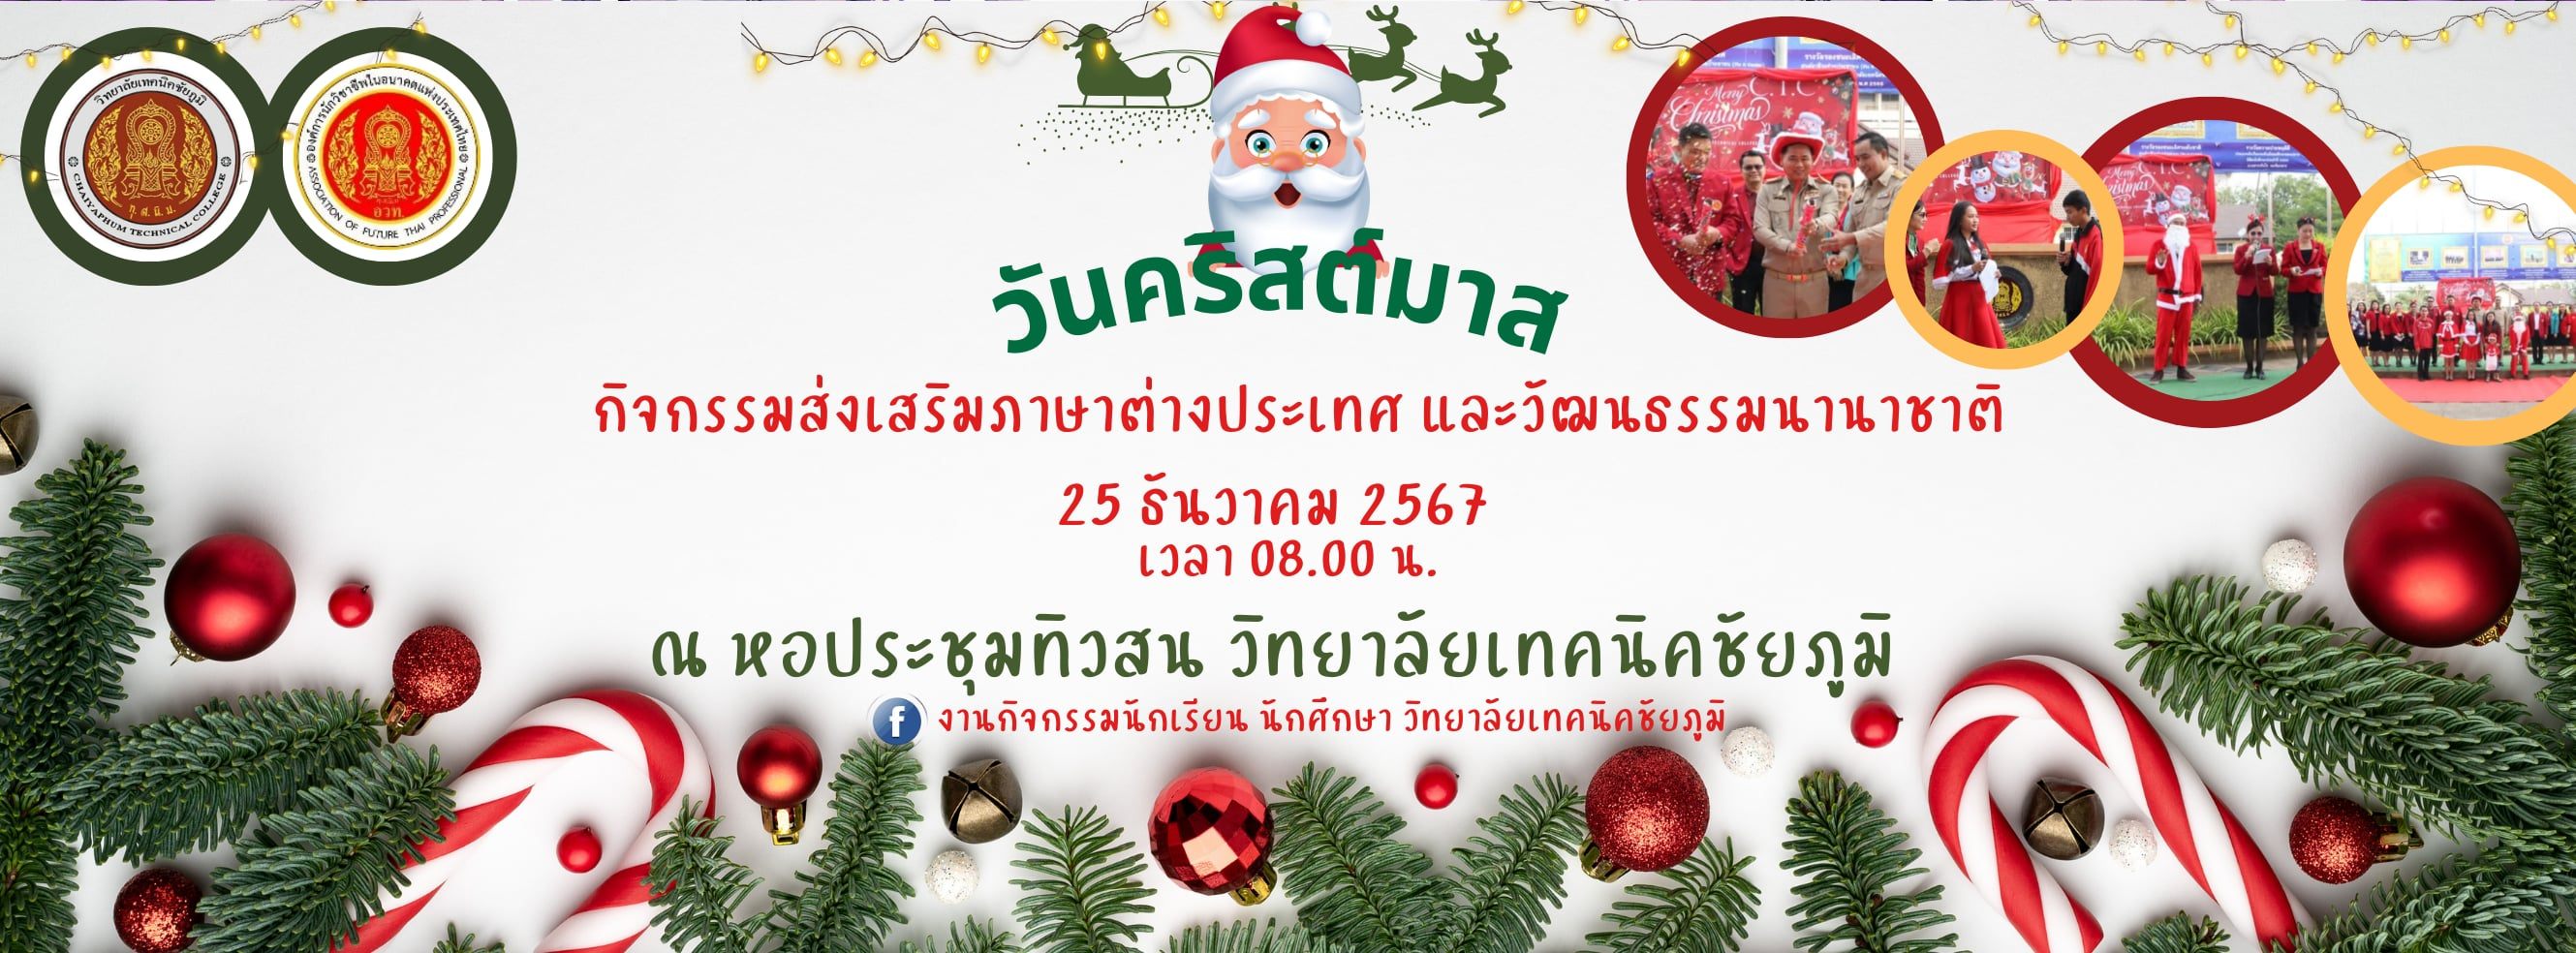 วิทยาลัยเทคนิคชัยภูมิ
ทุ. ส. นิ. ม.
CHAIYAPHUM TECHNICAL COLLEGE
องค์การนักวิชาชีพในอนาคตแห่งประเทศไทย
อวท.
ASSOCIATION OF FUTURE THAI PROFESSIONAL
Merry C.T.C
Christmas
วันคริสต์มาส
กิจกรรมส่งเสริมภาษาต่างประเทศ และวัฒนธรรมนานาชาติ
25 ธันวาคม 2567
เวลา 08.00 น.
ณ หอประชุมทิวสน วิทยาลัยเทคนิคชัยภูมิ
f งานกิจกรรมนักเรียน นักศึกษา วิทยาลัยเทคนิคชัยภูมิ